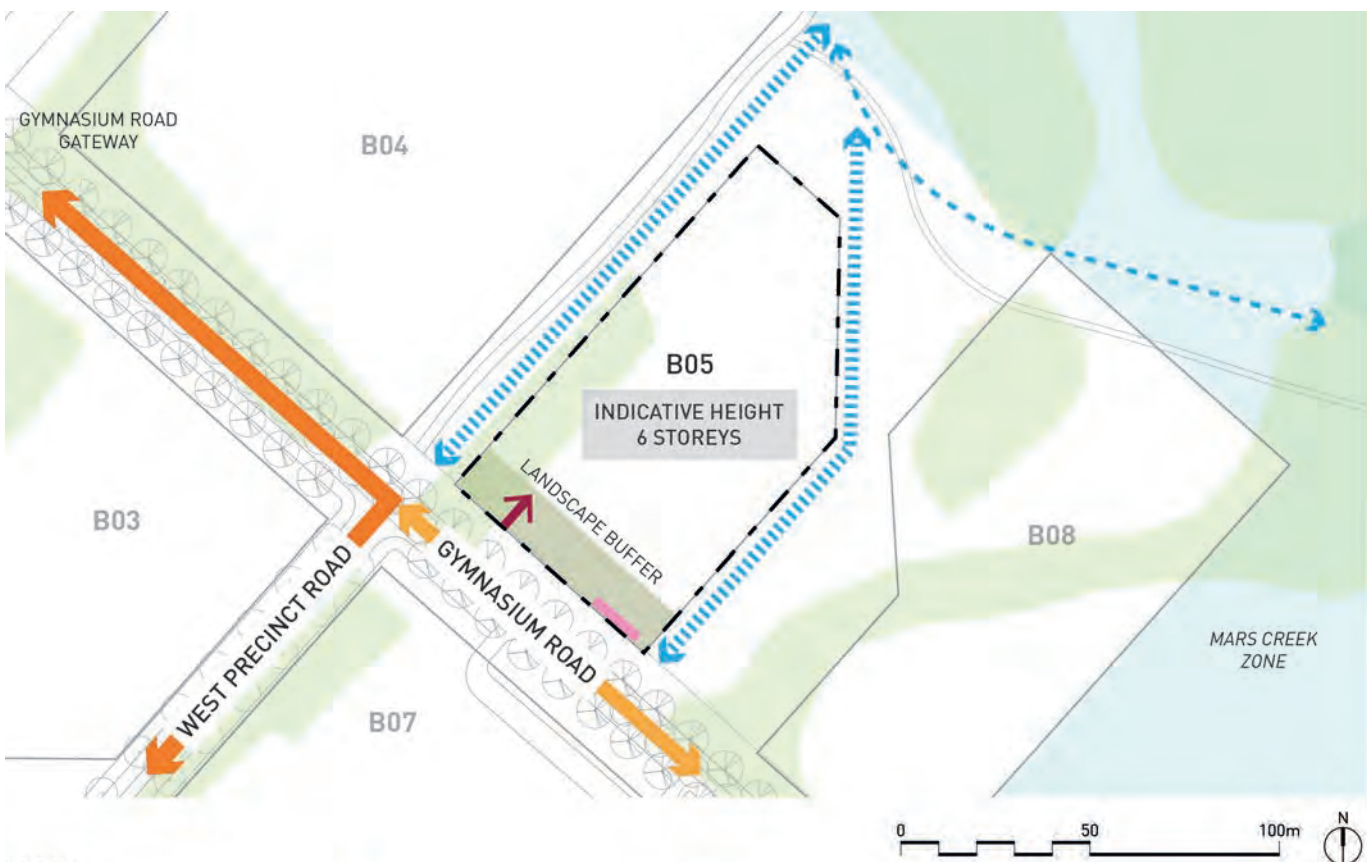 GYMNASIUM ROAD
GATEWAY
B04
B05
INDICATIVE HEIGHT
6 STOREYS
LANDSCAPE BUFFER
B03
GYMNASIUM ROAD
WEST PRECINCT ROAD
B08
B07
MARS CREEK
ZONE
0 50 100m
N